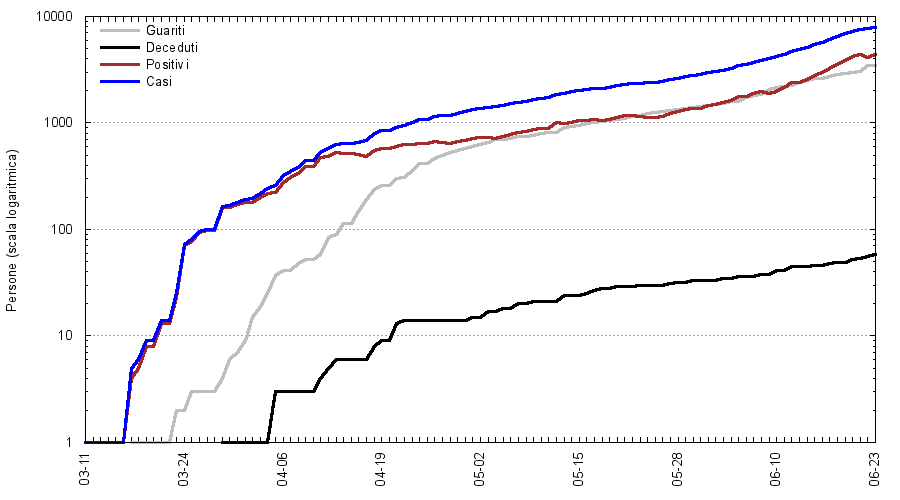 10000
1000
100
10
1
Persone (scala logaritmica)
Guariti
Deceduti
Positivi
Casi
03-11
03-24
04-06
04-19
05-02
05-15
05-28
06-10
06-23